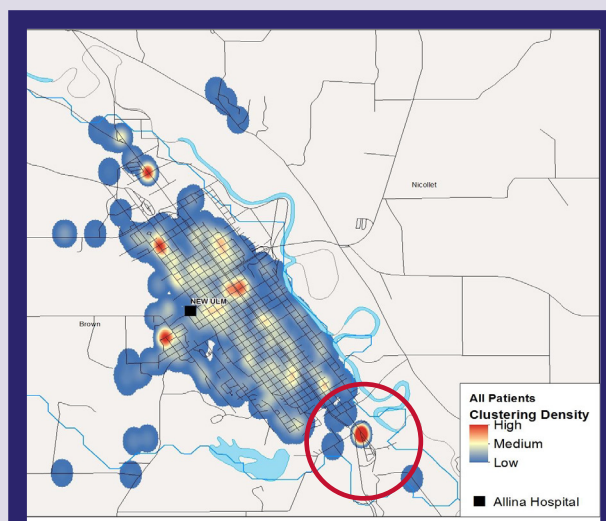 Nicollet
NEW ULM
Brown
All Patients
Clustering Density
High
Medium
Low
Allina Hospital